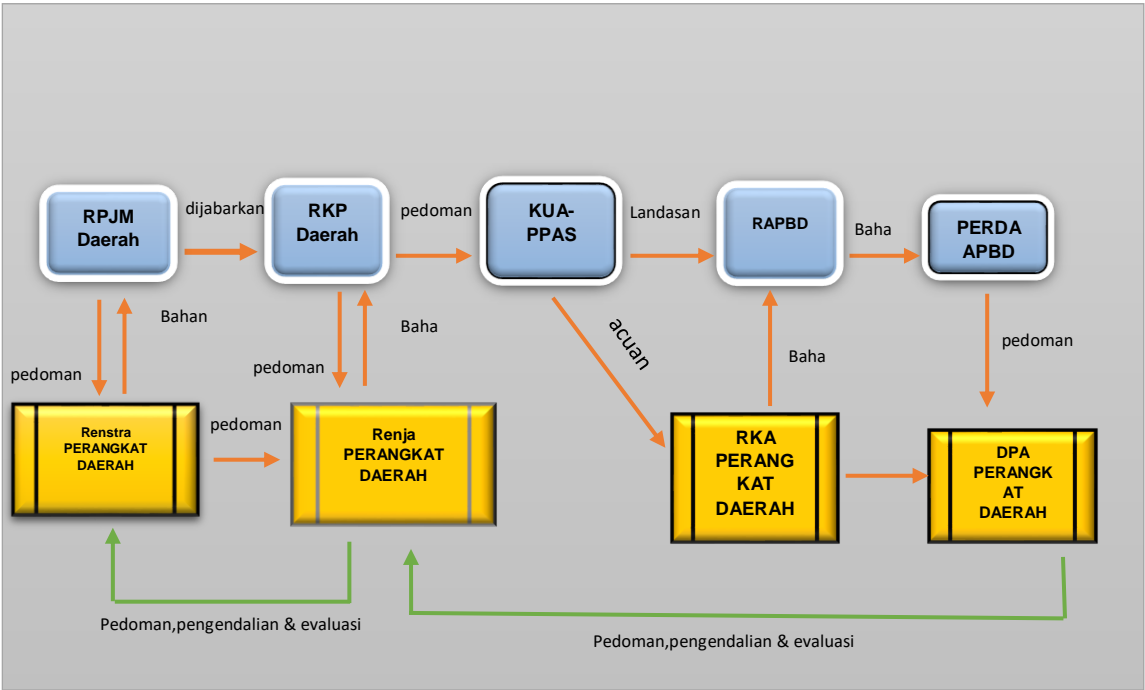 RPJM
Daerah
dijabarkan
RKP
Daerah
pedoman
KUA-
PPAS
Landasan
RAPBD
Baha
PERDA
APBD
Bahan
pedoman
Baha
pedoman
acuan
Baha
pedoman
Renstra
PERANGKAT
DAERAH
pedoman
Renja
PERANGKAT
DAERAH
RKA
PERANG
KAT
DAERAH
DPA
PERANGK
AT
DAERAH
Pedoman,pengendalian & evaluasi
Pedoman,pengendalian & evaluasi